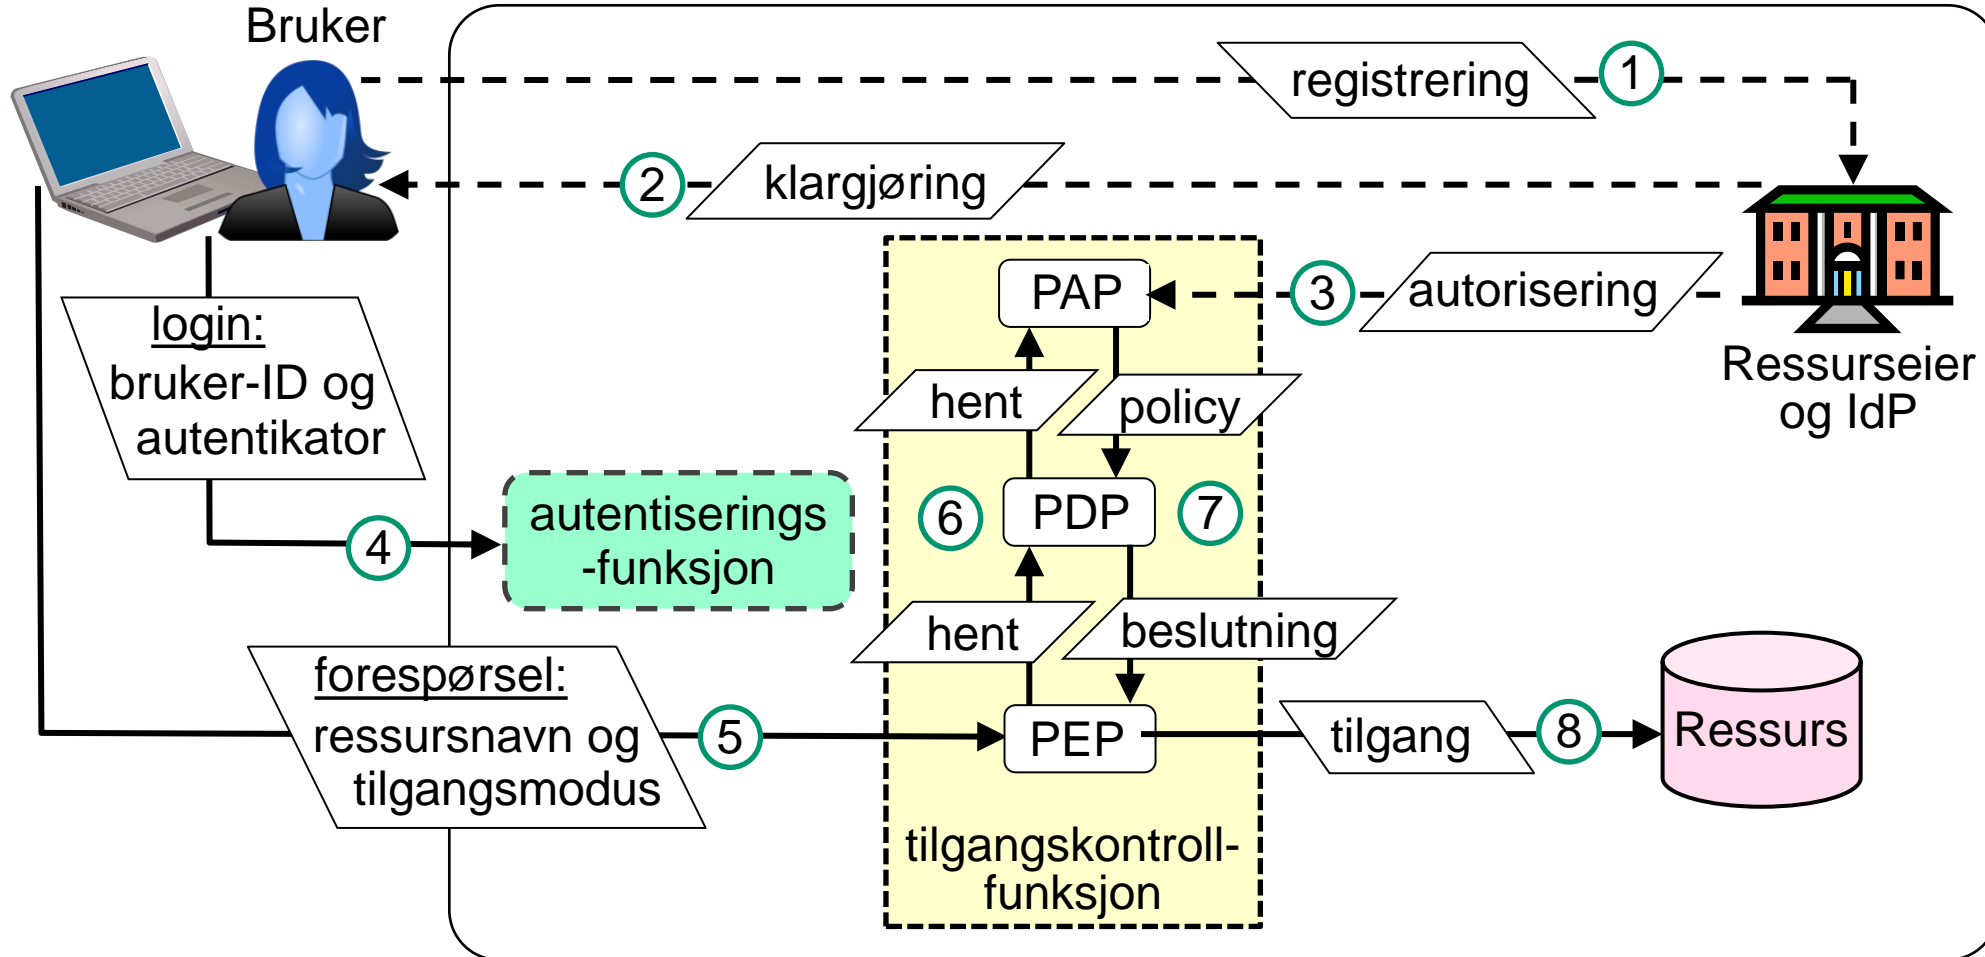 Bruker
registrering
1
2
klargjøring
PAP
3
autorisering
login:
bruker-ID og
autentikator
Ressurseier
og IdP
hent
policy
autentiserings
-funksjon
6
PDP
7
4
hent
beslutning
forespørsel:
ressursnavn og
tilgangsmodus
5
PEP
tilgang
8
Ressurs
tilgangskontroll-
funksjon